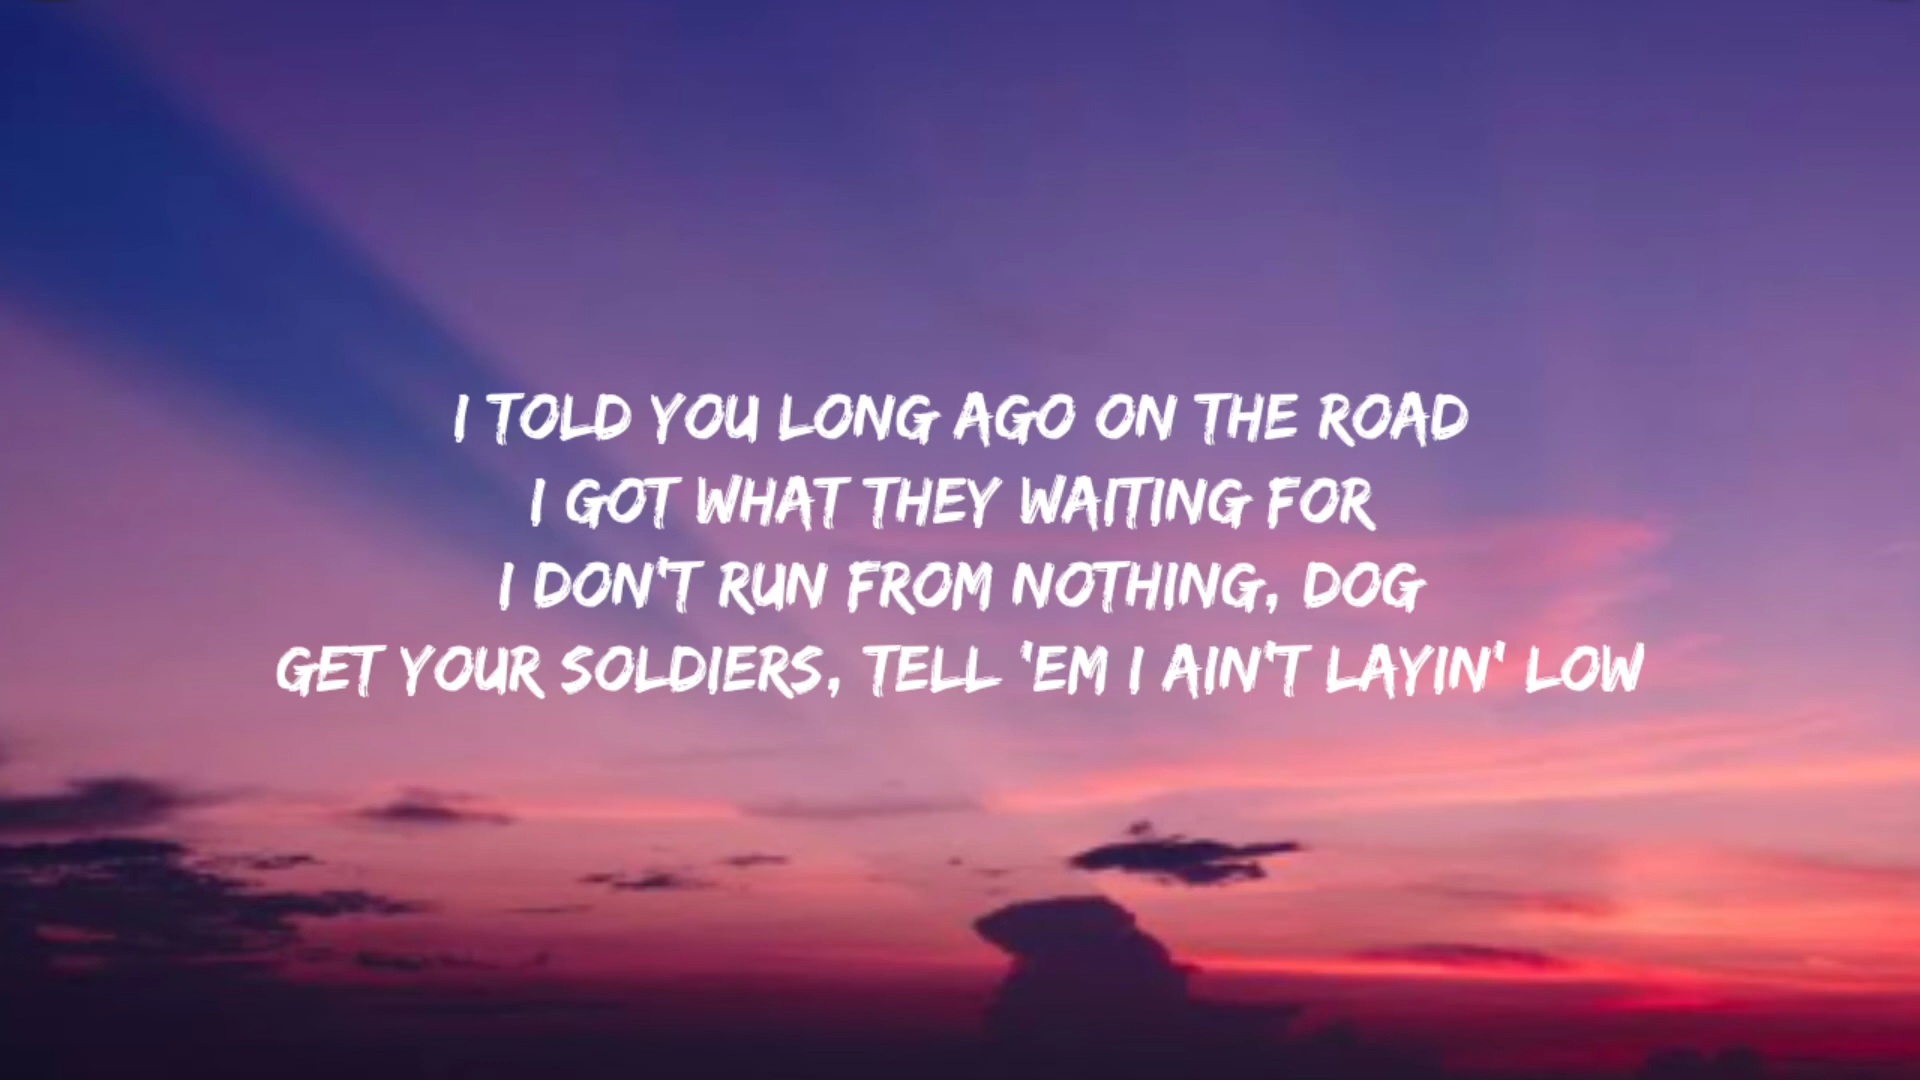 I TOLD YOU LONG AGO ON THE ROAD
I GOT WHAT THEY WAITING FOR
I DON'T RUN FROM NOTHING, DOG
GET YOUR SOLDIERS, TELL 'EM I AIN'T LAYIN' LOW